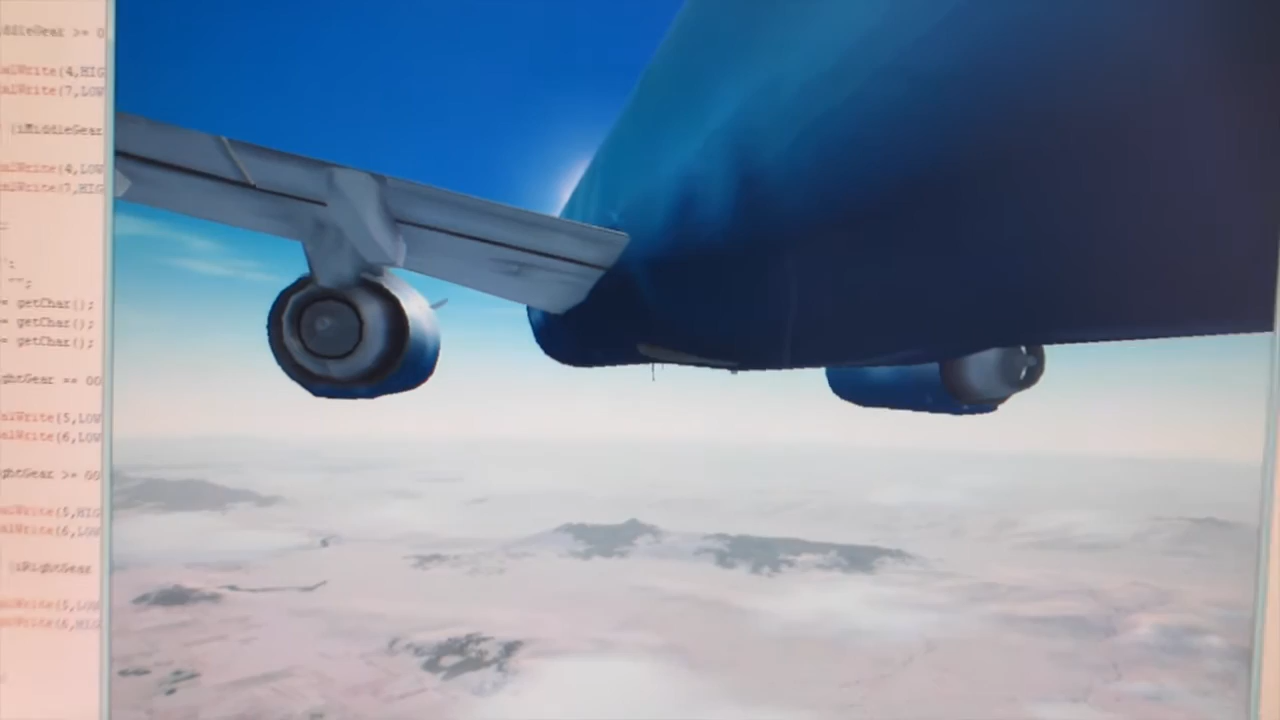 ddleGear >= 0
alWrite(4,HIG
alWrite(7,LOW
(iMiddleGear
alWrite(4,LOW
alWrite(7,HIG
";
"";
= getChar();
= getChar();
= getChar();
ghtGear == 00
alWrite(5,LOW
alWrite(6,LOW
ghtGear >= 00
alWrite(5,HIG
alWrite(6,LOW
(iRightGear
alWrite(5,LOW
alWrite(6,HIG